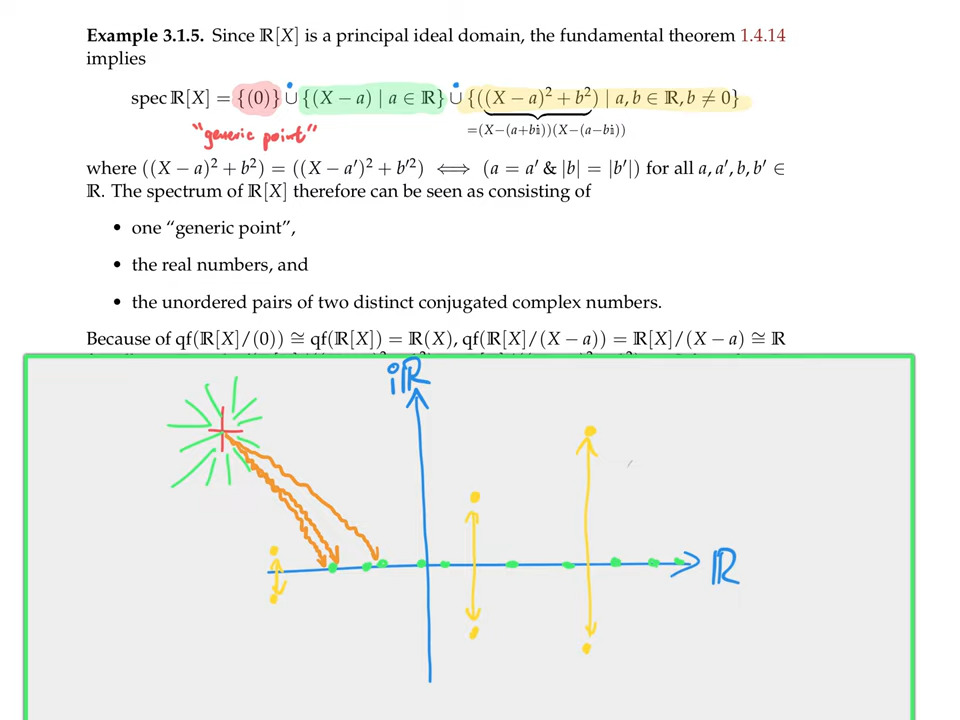 Example 3.1.5. Since ℝ[X] is a principal ideal domain, the fundamental theorem 1.4.14
implies
spec ℝ[X] = {(0)} ∪̇ {(X − a) | a ∈ ℝ} ∪̇ {((X − a)² + b²) | a, b ∈ ℝ, b ≠ 0}
"generic point"
=(X−(a+bi))(X−(a−bi))
where ((X − a)² + b²) = ((X − a′)² + b′²) ⟺ (a = a′ & |b| = |b′|) for all a, a′, b, b′ ∈
ℝ. The spectrum of ℝ[X] therefore can be seen as consisting of
• one “generic point”,
• the real numbers, and
• the unordered pairs of two distinct conjugated complex numbers.
Because of qf(ℝ[X]/(0)) ≅ qf(ℝ[X]) = ℝ(X), qf(ℝ[X]/(X − a)) = ℝ[X]/(X − a) ≅ ℝ
iℝ
ℝ